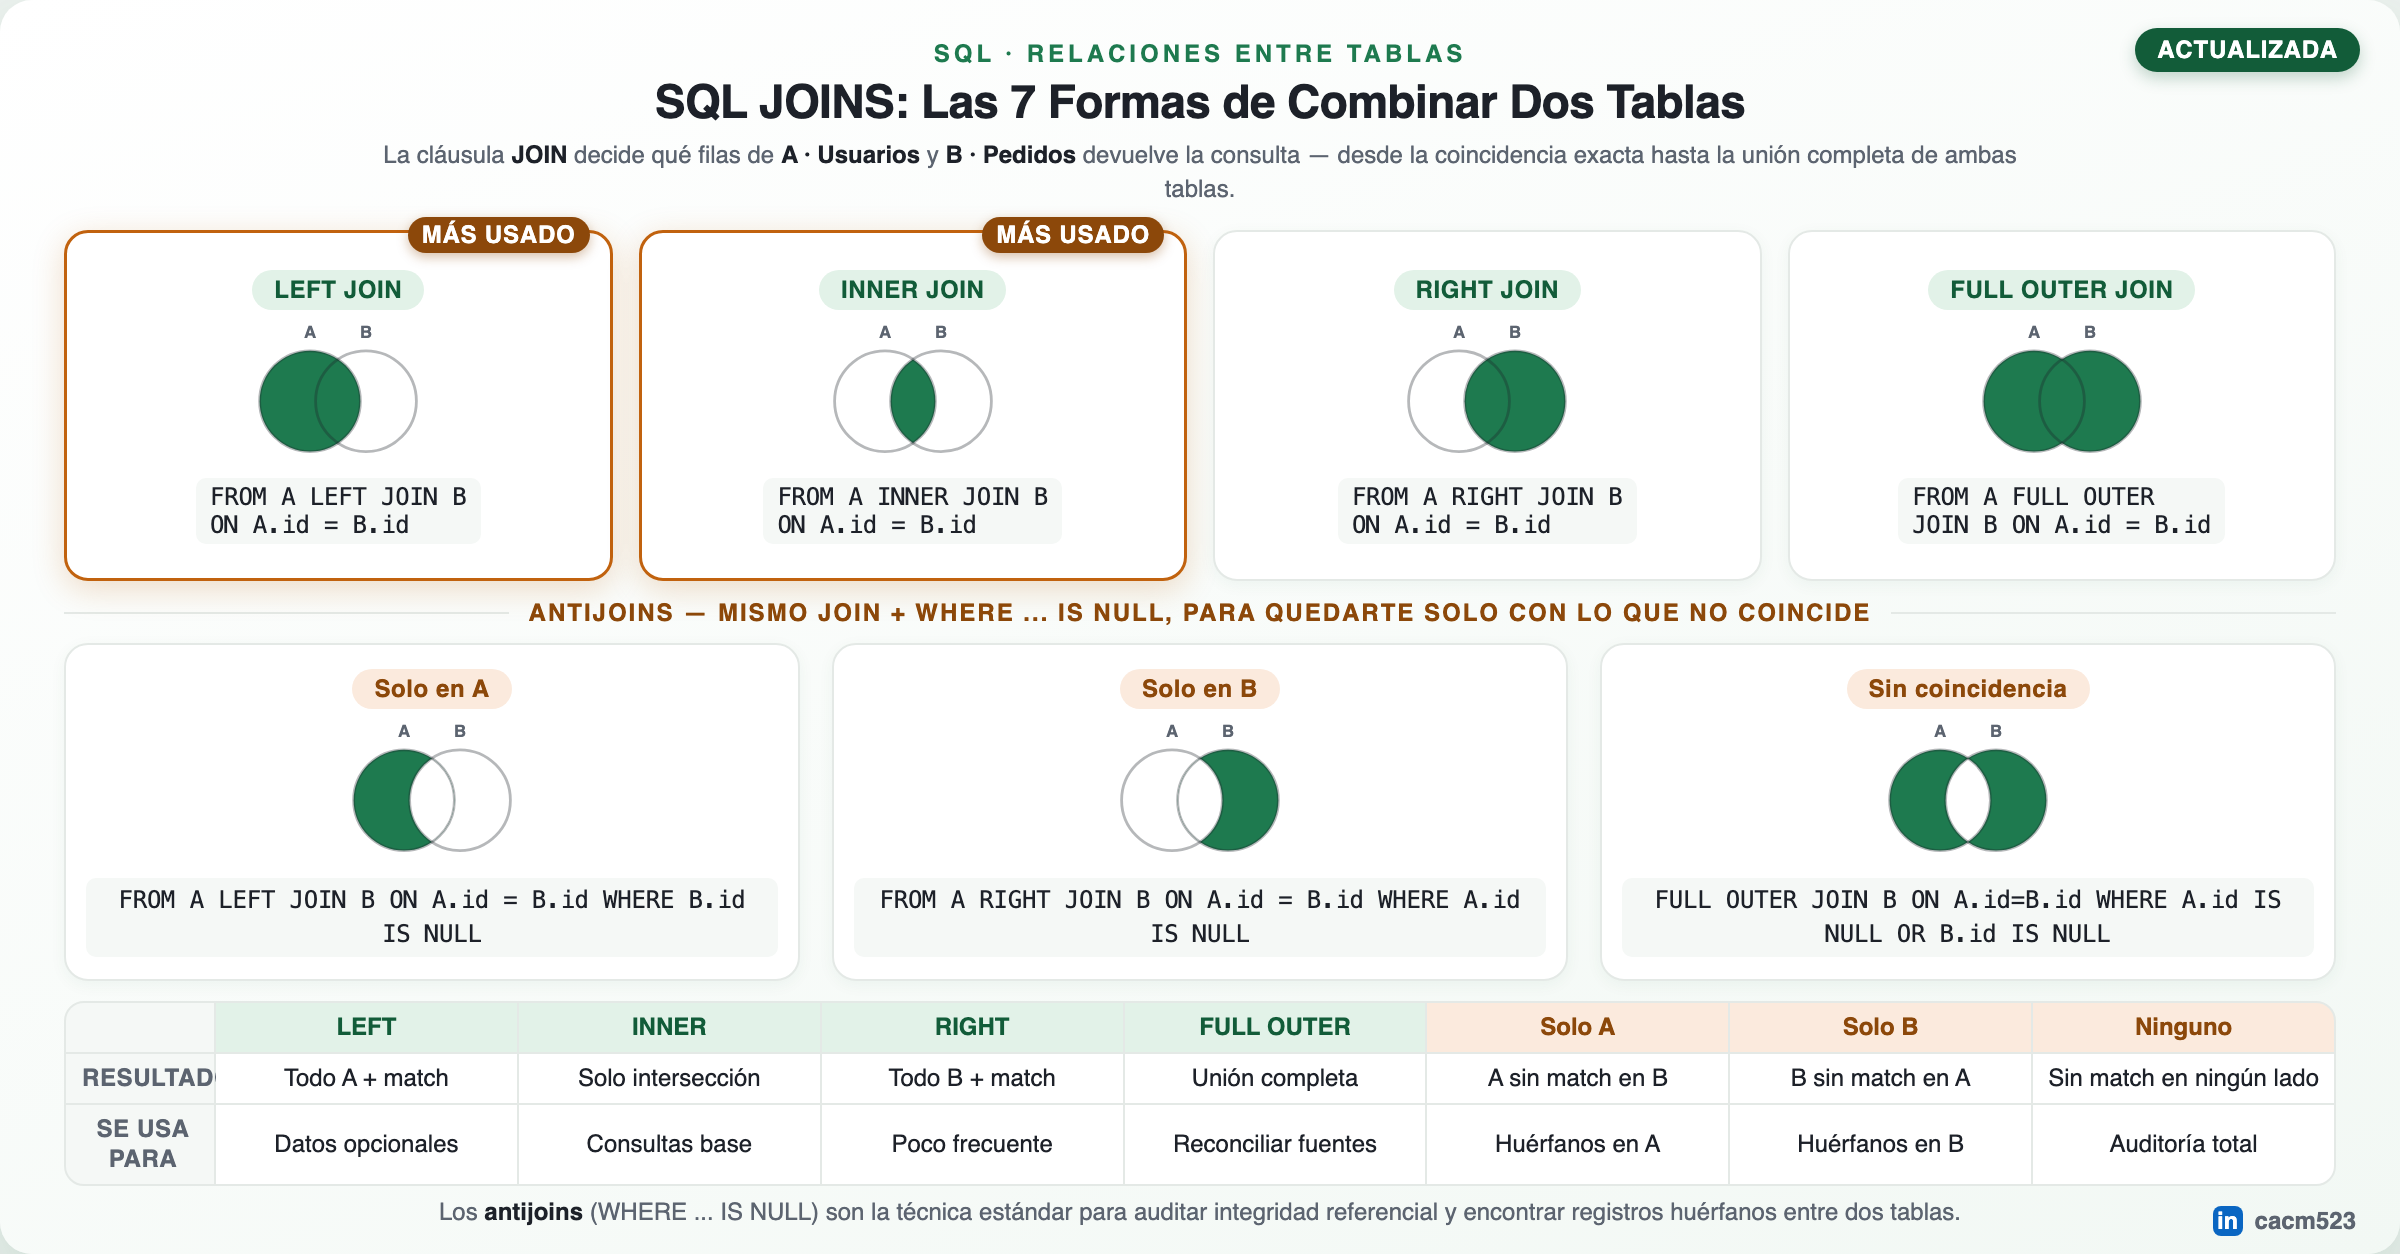 SQL · RELACIONES ENTRE TABLAS
ACTUALIZADA
SQL JOINS: Las 7 Formas de Combinar Dos Tablas
La cláusula JOIN decide qué filas de A · Usuarios y B · Pedidos devuelve la consulta — desde la coincidencia exacta hasta la unión completa de ambas
tablas.
MÁS USADO
LEFT JOIN
A B
FROM A LEFT JOIN B
ON A.id = B.id
MÁS USADO
INNER JOIN
A B
FROM A INNER JOIN B
ON A.id = B.id
RIGHT JOIN
A B
FROM A RIGHT JOIN B
ON A.id = B.id
FULL OUTER JOIN
A B
FROM A FULL OUTER
JOIN B ON A.id = B.id
ANTIJOINS — MISMO JOIN + WHERE ... IS NULL, PARA QUEDARTE SOLO CON LO QUE NO COINCIDE
Solo en A
A B
FROM A LEFT JOIN B ON A.id = B.id WHERE B.id
IS NULL
Solo en B
A B
FROM A RIGHT JOIN B ON A.id = B.id WHERE A.id
IS NULL
Sin coincidencia
A B
FULL OUTER JOIN B ON A.id=B.id WHERE A.id IS
NULL OR B.id IS NULL
LEFT INNER RIGHT FULL OUTER Solo A Solo B Ninguno
RESULTADO Todo A + match Solo intersección Todo B + match Unión completa A sin match en B B sin match en A Sin match en ningún lado
SE USA
PARA Datos opcionales Consultas base Poco frecuente Reconciliar fuentes Huérfanos en A Huérfanos en B Auditoría total
Los antijoins (WHERE ... IS NULL) son la técnica estándar para auditar integridad referencial y encontrar registros huérfanos entre dos tablas.
in cacm523